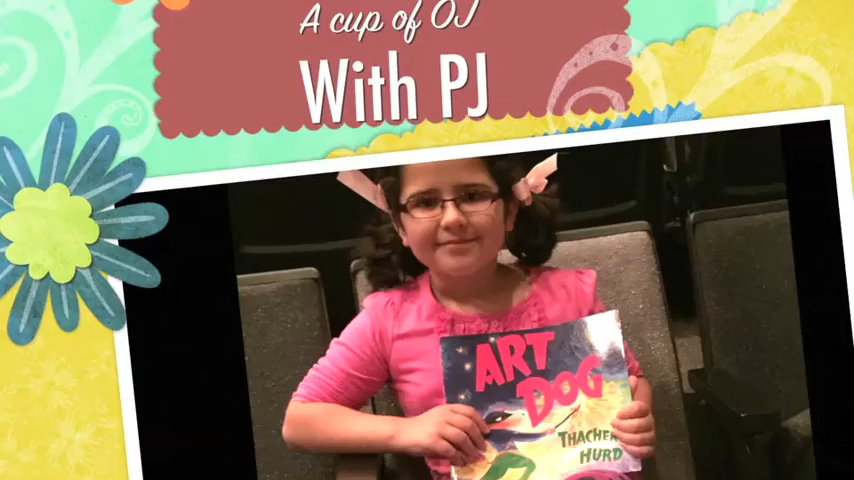 A cup of OJ
With PJ
ART
DOG
THACHER
HURD